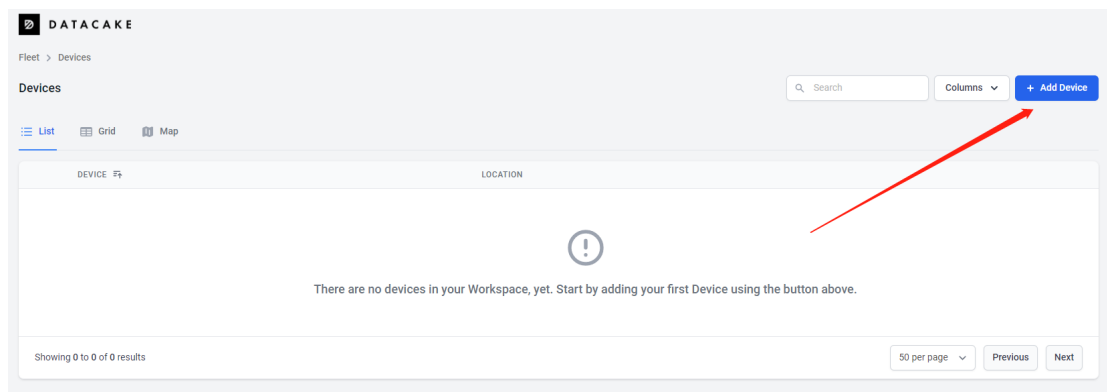 DATACAKE
Fleet > Devices
Devices
Search
Columns
+ Add Device
List
Grid
Map
DEVICE
LOCATION
There are no devices in your Workspace, yet. Start by adding your first Device using the button above.
Showing 0 to 0 of 0 results
50 per page
Previous
Next